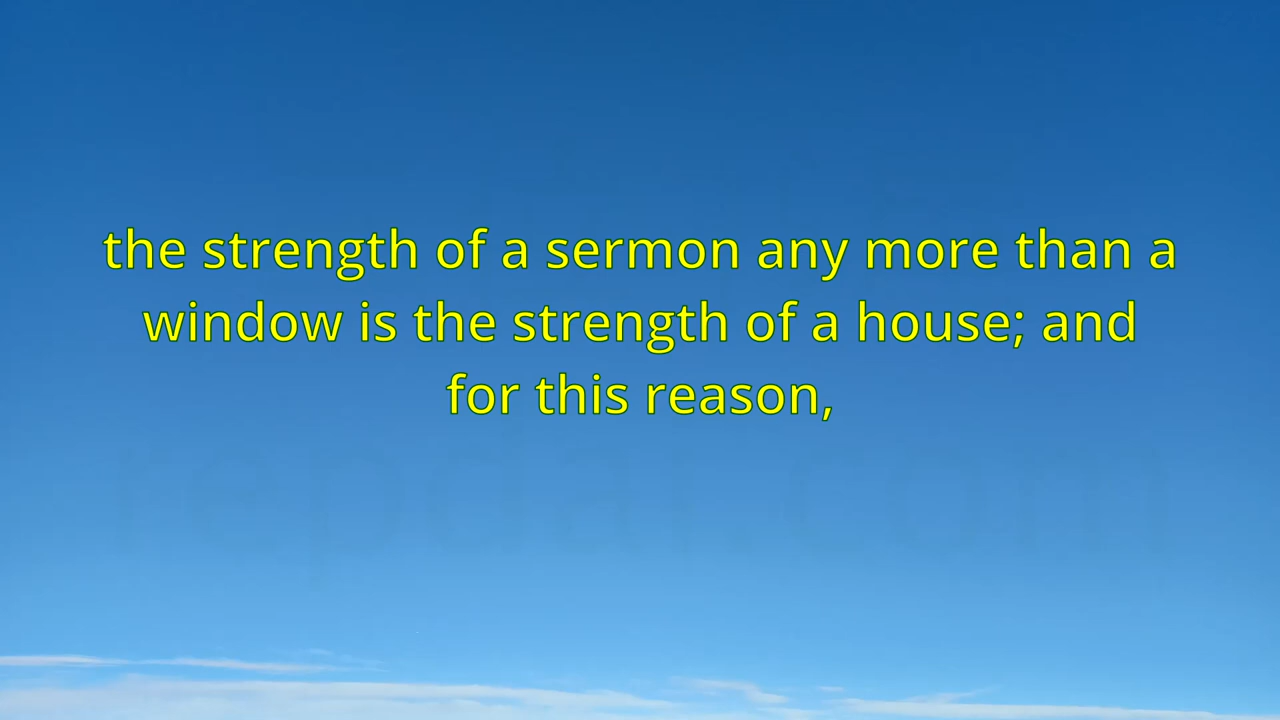 the strength of a sermon any more than a
window is the strength of a house; and
for this reason,